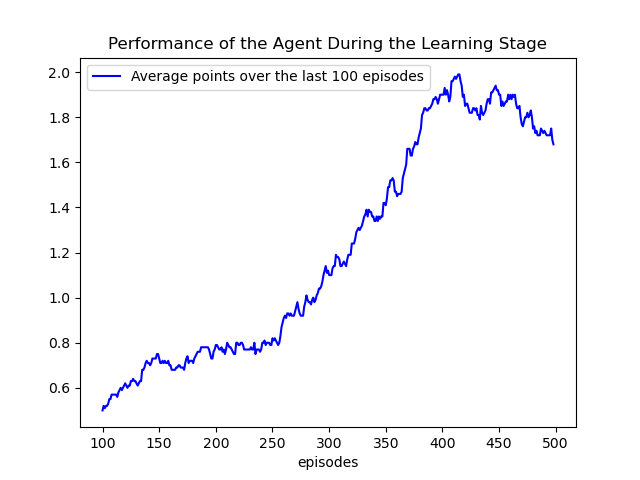 Performance of the Agent During the Learning Stage
Average points over the last 100 episodes
2.0
1.8
1.6
1.4
1.2
1.0
0.8
0.6
100 150 200 250 300 350 400 450 500
episodes